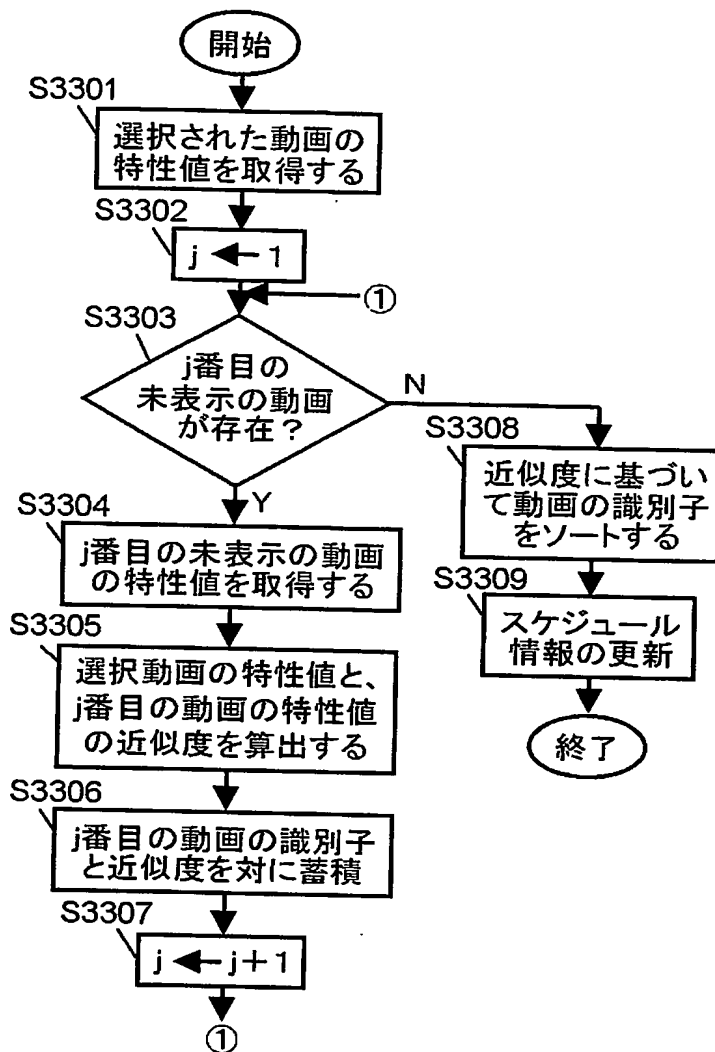 開始
S3301
選択された動画の
特性値を取得する
S3302
j ← 1
①
S3303
j番目の
未表示の動画
が存在？
N
Y
S3304
j番目の未表示の動画
の特性値を取得する
S3305
選択動画の特性値と、
j番目の動画の特性値
の近似度を算出する
S3306
j番目の動画の識別子
と近似度を対に蓄積
S3307
j ← j＋1
①
S3308
近似度に基づい
て動画の識別子
をソートする
S3309
スケジュール
情報の更新
終了